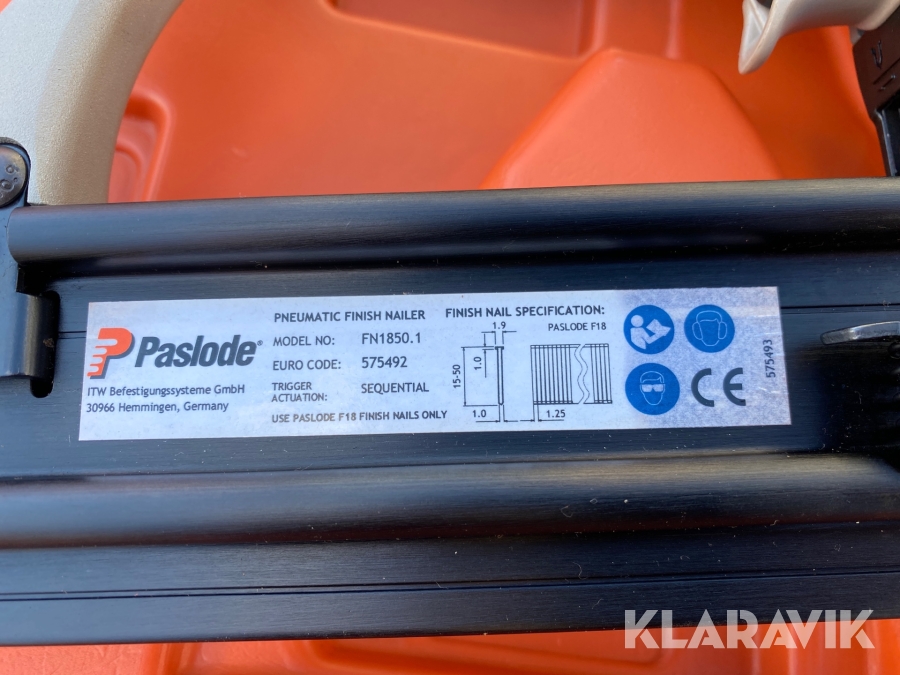 Paslode®
ITW Befestigungssysteme GmbH
30966 Hemmingen, Germany
PNEUMATIC FINISH NAILER
MODEL NO: FN1850.1
EURO CODE: 575492
TRIGGER ACTUATION: SEQUENTIAL
USE PASLODE F18 FINISH NAILS ONLY
FINISH NAIL SPECIFICATION:
PASLODE F18
1.9
1.0
15-50
1.0
1.25
CE
575493
KLARAVIK